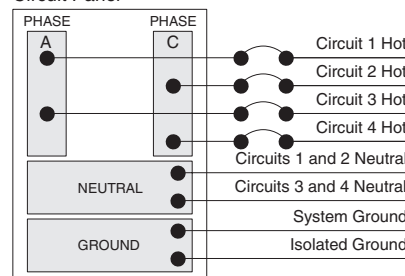 Circuit Panel
PHASE
A
PHASE
C
Circuit 1 Hot
Circuit 2 Hot
Circuit 3 Hot
Circuit 4 Hot
Circuits 1 and 2 Neutral
Circuits 3 and 4 Neutral
System Ground
Isolated Ground
NEUTRAL
GROUND